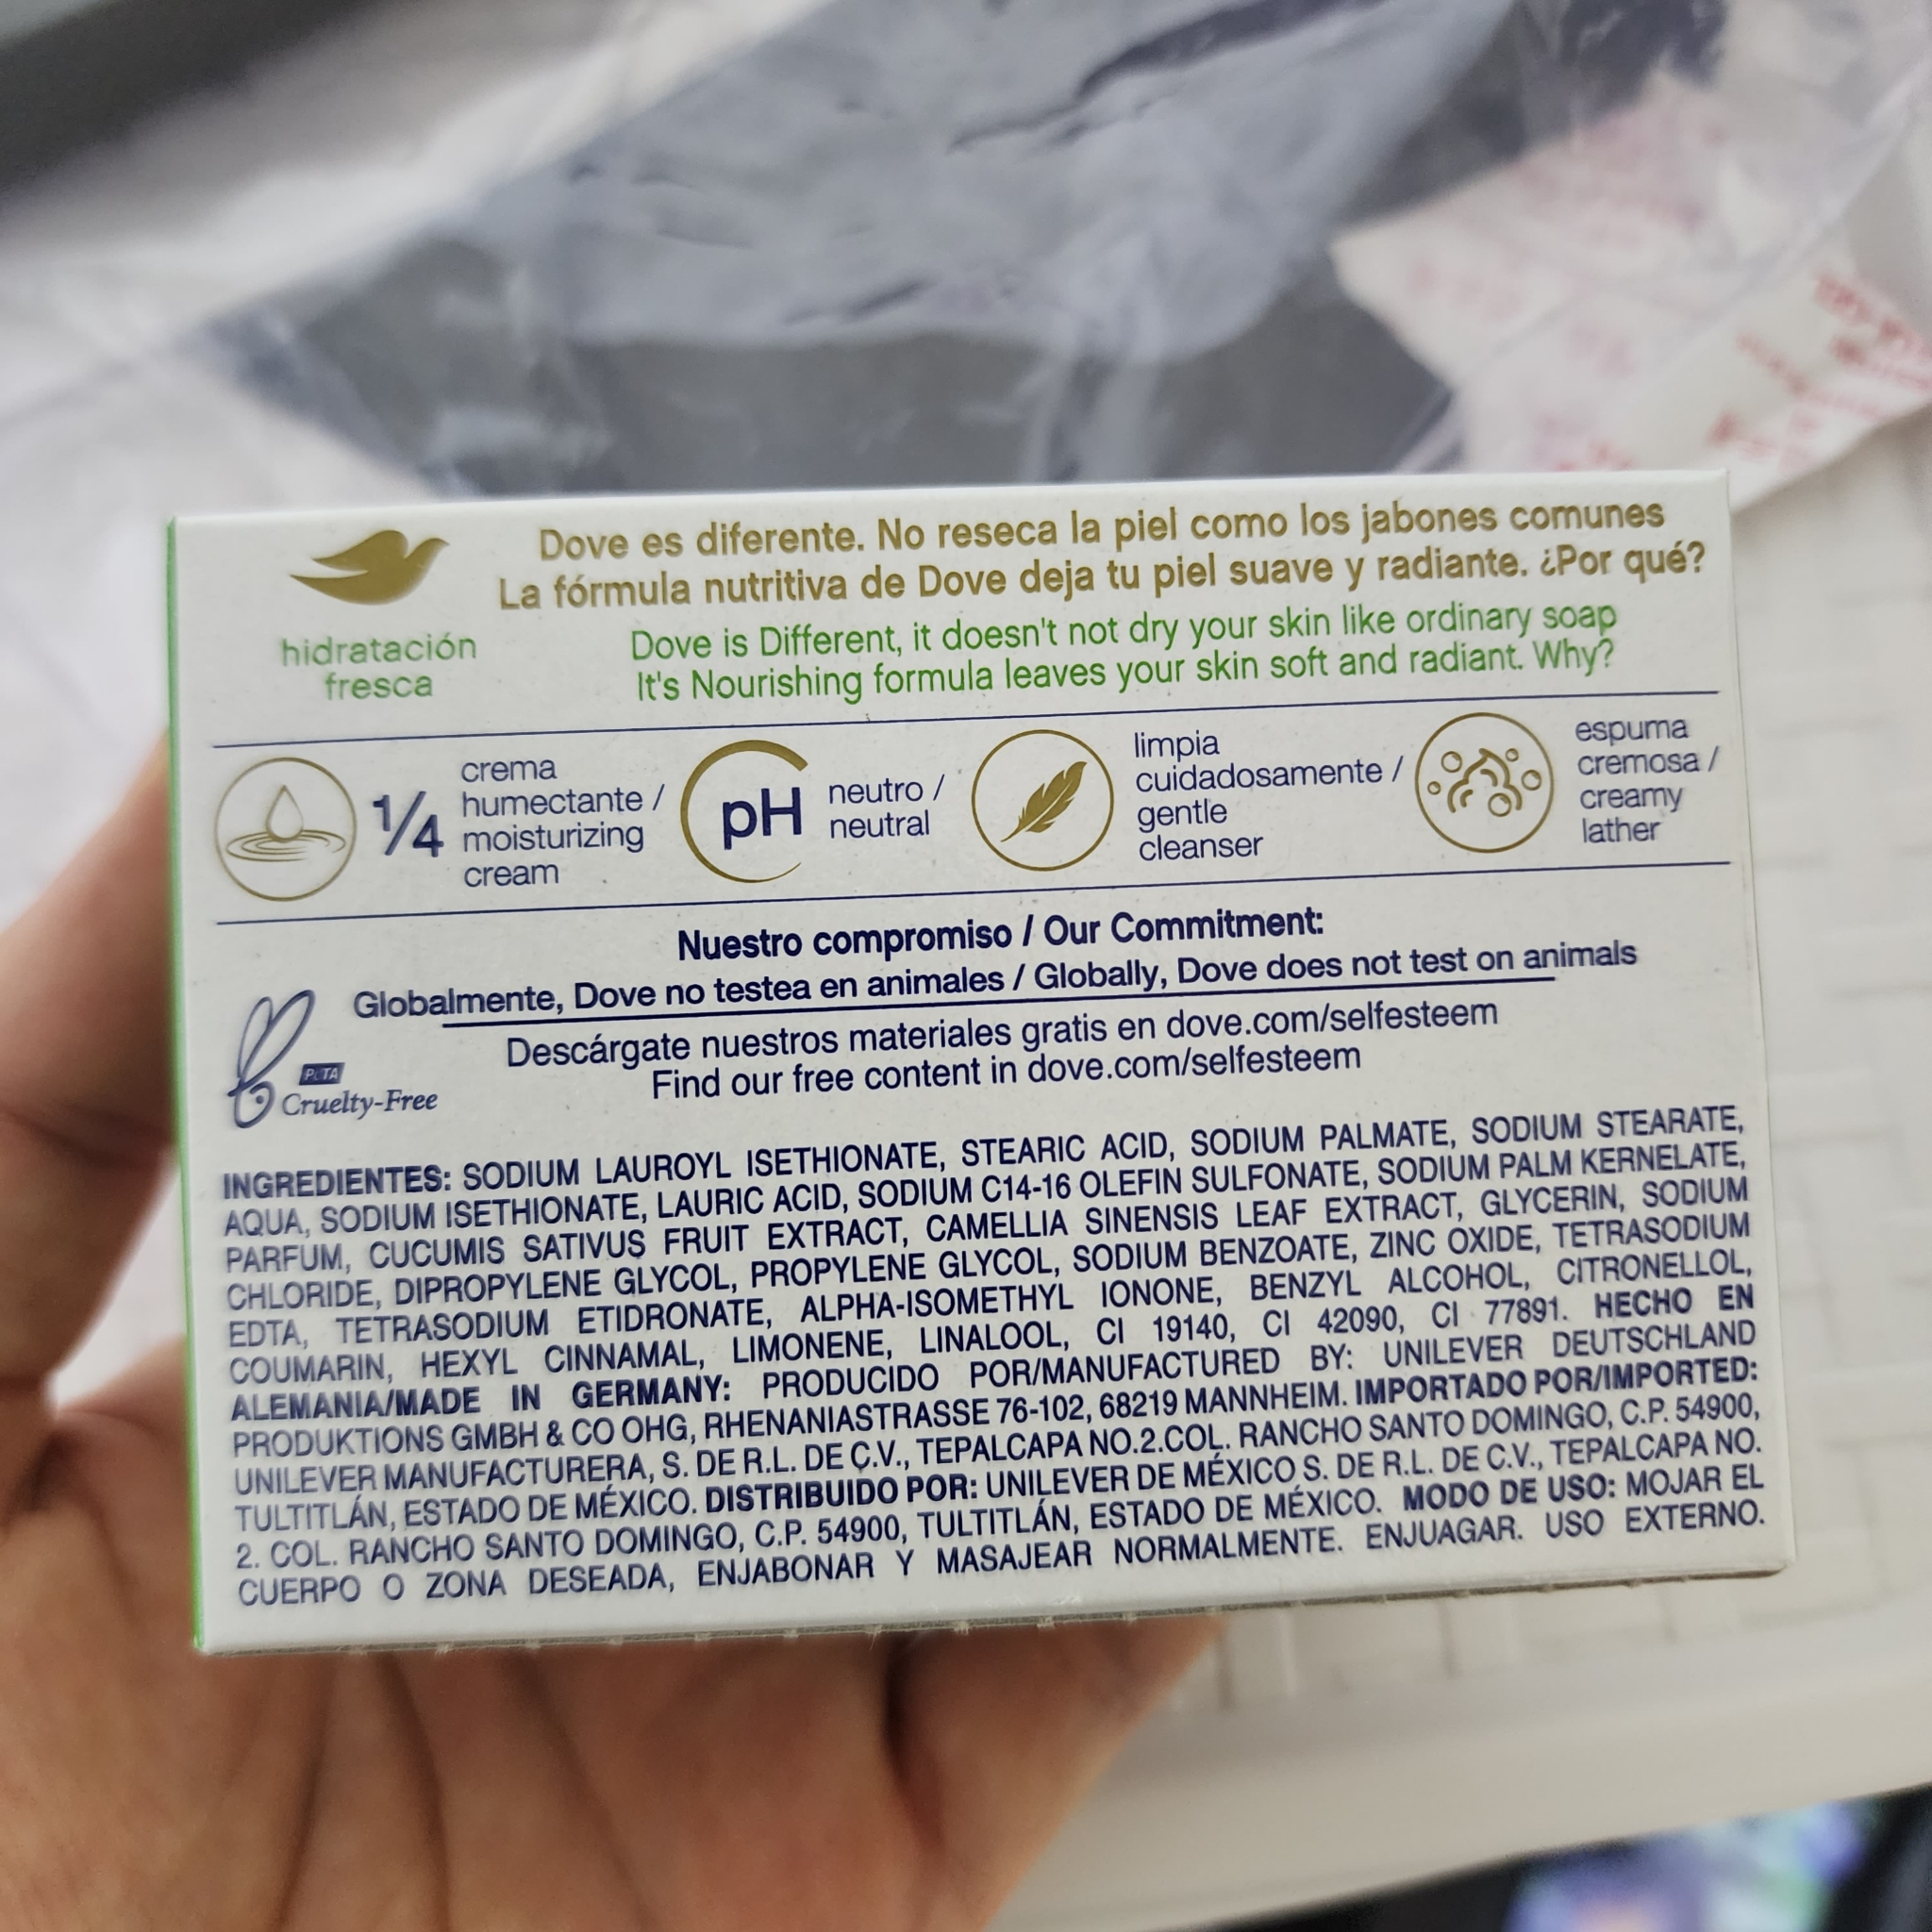 Dove es diferente. No reseca la piel como los jabones comunes
La fórmula nutritiva de Dove deja tu piel suave y radiante. ¿Por qué?
hidratación
fresca
Dove is Different, it doesn't not dry your skin like ordinary soap
It's Nourishing formula leaves your skin soft and radiant. Why?
1/4
crema
humectante /
moisturizing
cream
pH
neutro /
neutral
limpia
cuidadosamente /
gentle
cleanser
espuma
cremosa /
creamy
lather
Nuestro compromiso / Our Commitment:
Globalmente, Dove no testea en animales / Globally, Dove does not test on animals
Descárgate nuestros materiales gratis en dove.com/selfesteem
Find our free content in dove.com/selfesteem
PETA
Cruelty-Free
INGREDIENTES: SODIUM LAUROYL ISETHIONATE, STEARIC ACID, SODIUM PALMATE, SODIUM STEARATE,
AQUA, SODIUM ISETHIONATE, LAURIC ACID, SODIUM C14-16 OLEFIN SULFONATE, SODIUM PALM KERNELATE,
PARFUM, CUCUMIS SATIVUS FRUIT EXTRACT, CAMELLIA SINENSIS LEAF EXTRACT, GLYCERIN, SODIUM
CHLORIDE, DIPROPYLENE GLYCOL, PROPYLENE GLYCOL, SODIUM BENZOATE, ZINC OXIDE, TETRASODIUM
EDTA, TETRASODIUM ETIDRONATE, ALPHA-ISOMETHYL IONONE, BENZYL ALCOHOL, CITRONELLOL,
COUMARIN, HEXYL CINNAMAL, LIMONENE, LINALOOL, CI 19140, CI 42090, CI 77891. HECHO EN
ALEMANIA/MADE IN GERMANY: PRODUCIDO POR/MANUFACTURED BY: UNILEVER DEUTSCHLAND
PRODUKTIONS GMBH & CO OHG, RHENANIASTRASSE 76-102, 68219 MANNHEIM. IMPORTADO POR/IMPORTED:
UNILEVER MANUFACTURERA, S. DE R.L. DE C.V., TEPALCAPA NO.2.COL. RANCHO SANTO DOMINGO, C.P. 54900,
TULTITLÁN, ESTADO DE MÉXICO. DISTRIBUIDO POR: UNILEVER DE MÉXICO S. DE R.L. DE C.V., TEPALCAPA NO.
2. COL. RANCHO SANTO DOMINGO, C.P. 54900, TULTITLÁN, ESTADO DE MÉXICO. MODO DE USO: MOJAR EL
CUERPO O ZONA DESEADA, ENJABONAR Y MASAJEAR NORMALMENTE. ENJUAGAR. USO EXTERNO.